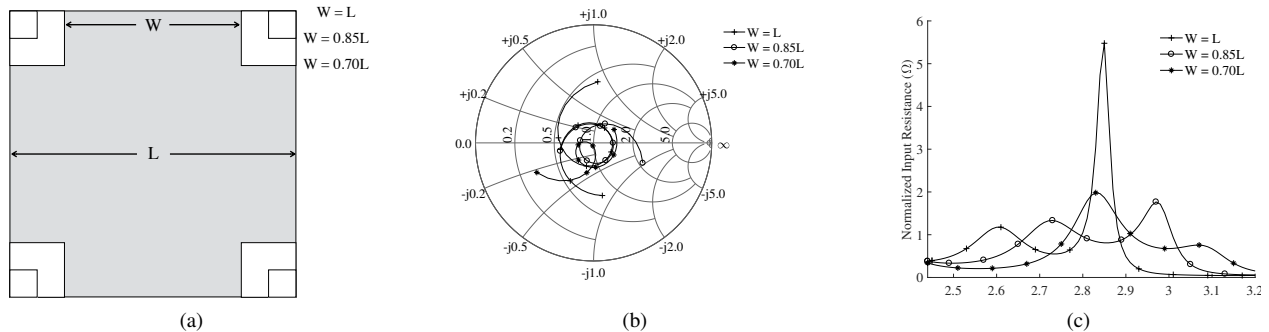 W
L
W = L
W = 0.85L
W = 0.70L
(a)
+j1.0
+j0.5
+j2.0
+j0.2
+j5.0
0.0
0.2
0.5
1.0
2.0
5.0
∞
-j0.2
-j5.0
-j0.5
-j2.0
-j1.0
W = L
W = 0.85L
W = 0.70L
(b)
Normalized Input Resistance (Ω)
6
5
4
3
2
1
0
2.5 2.6 2.7 2.8 2.9 3 3.1 3.2
W = L
W = 0.85L
W = 0.70L
(c)